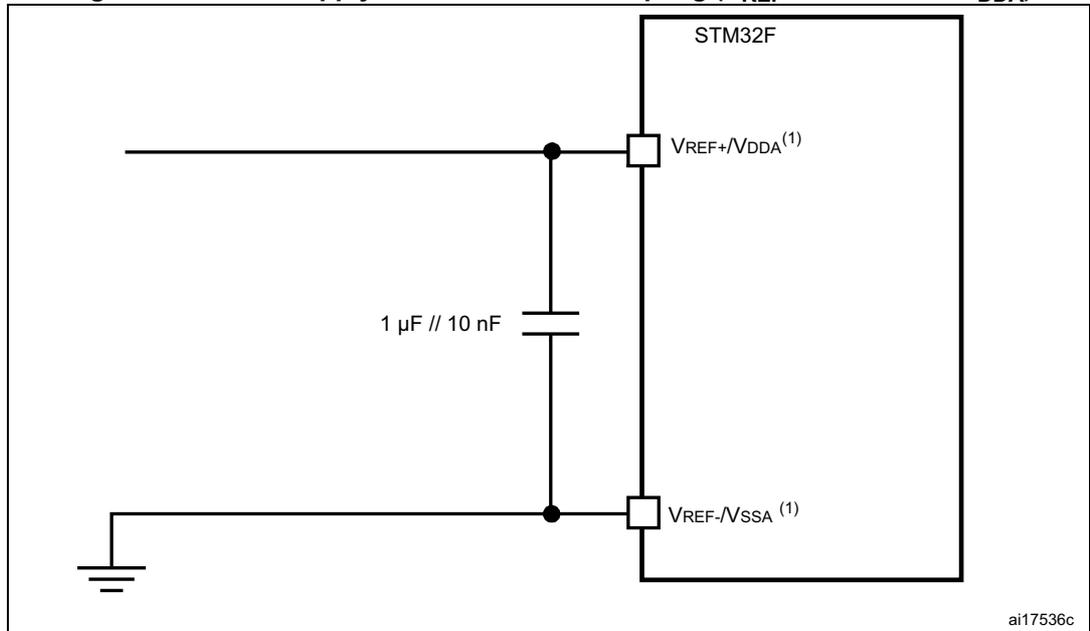 STM32F
VREF+/VDDA(1)
1 µF // 10 nF
VREF-/VSSA (1)
ai17536c